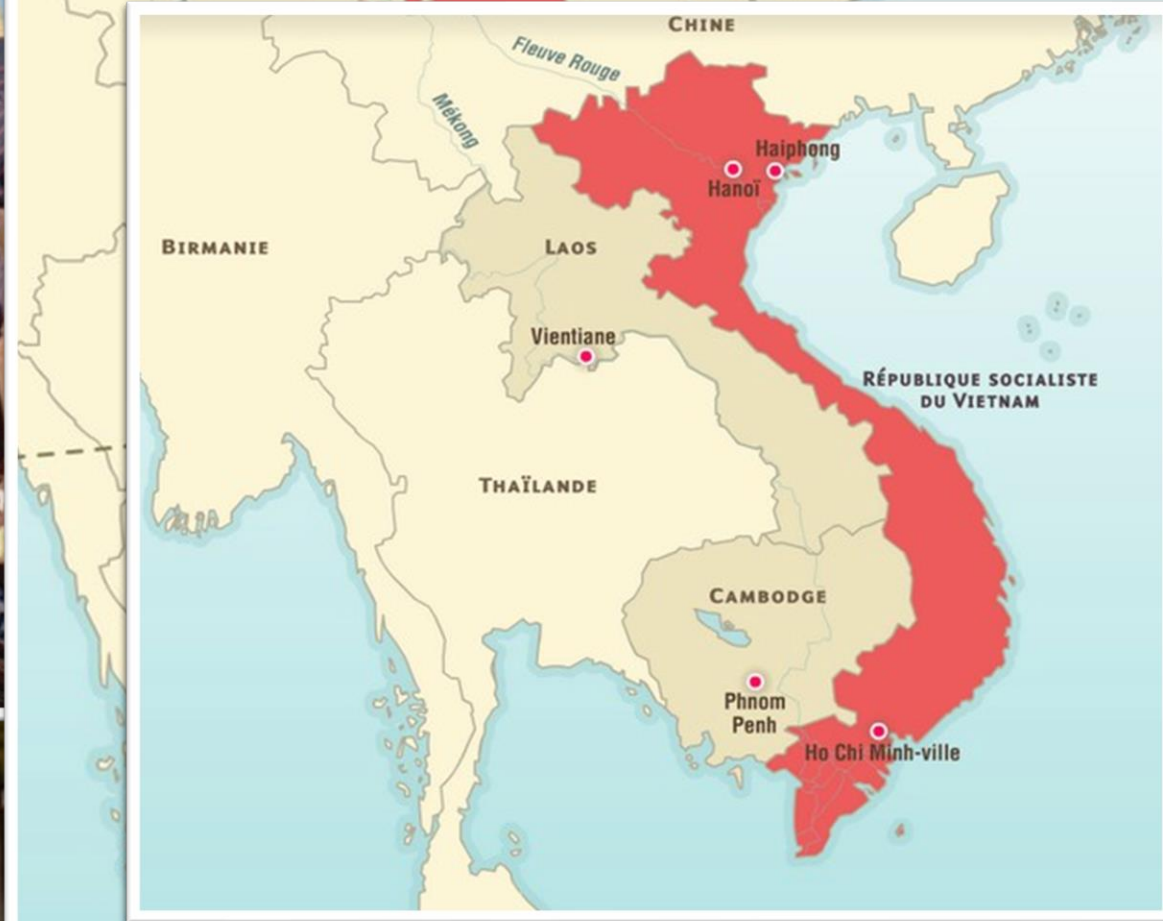 CHINE
Fleuve Rouge
Mékong
Haiphong
Hanoï
BIRMANIE
LAOS
Vientiane
RÉPUBLIQUE SOCIALISTE
DU VIETNAM
THAÏLANDE
CAMBODGE
Phnom
Penh
Ho Chi Minh-ville